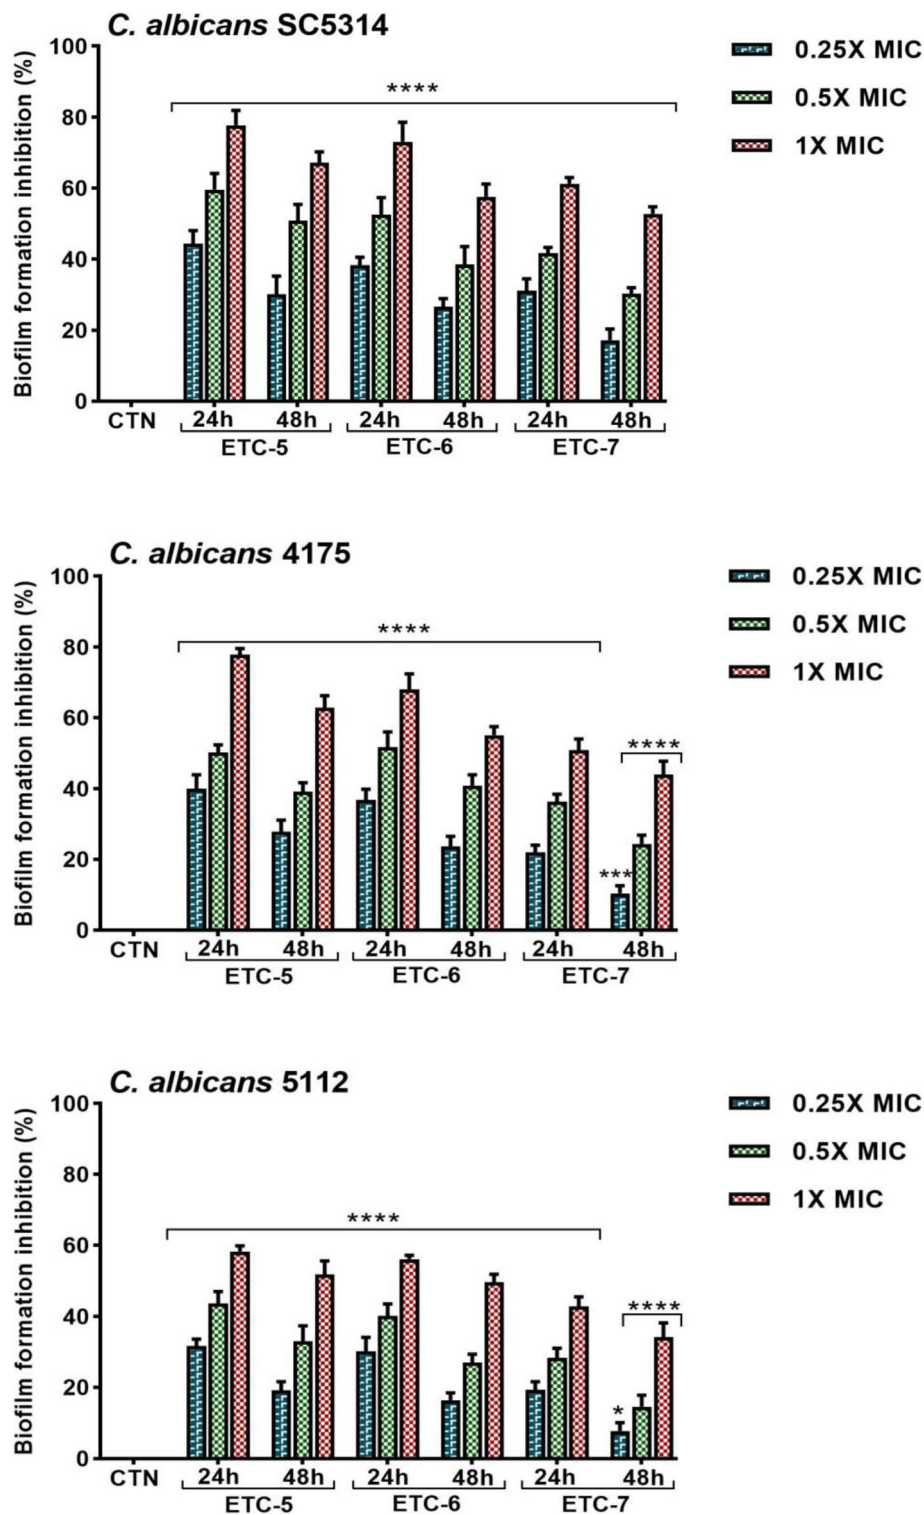 C. albicans SC5314
Biofilm formation inhibition (%)
100
80
60
40
20
0
****
0.25X MIC
0.5X MIC
1X MIC
CTN 24h 48h 24h 48h 24h 48h
ETC-5 ETC-6 ETC-7
C. albicans 4175
Biofilm formation inhibition (%)
100
80
60
40
20
0
****
****
***
0.25X MIC
0.5X MIC
1X MIC
CTN 24h 48h 24h 48h 24h 48h
ETC-5 ETC-6 ETC-7
C. albicans 5112
Biofilm formation inhibition (%)
100
80
60
40
20
0
****
****
*
0.25X MIC
0.5X MIC
1X MIC
CTN 24h 48h 24h 48h 24h 48h
ETC-5 ETC-6 ETC-7